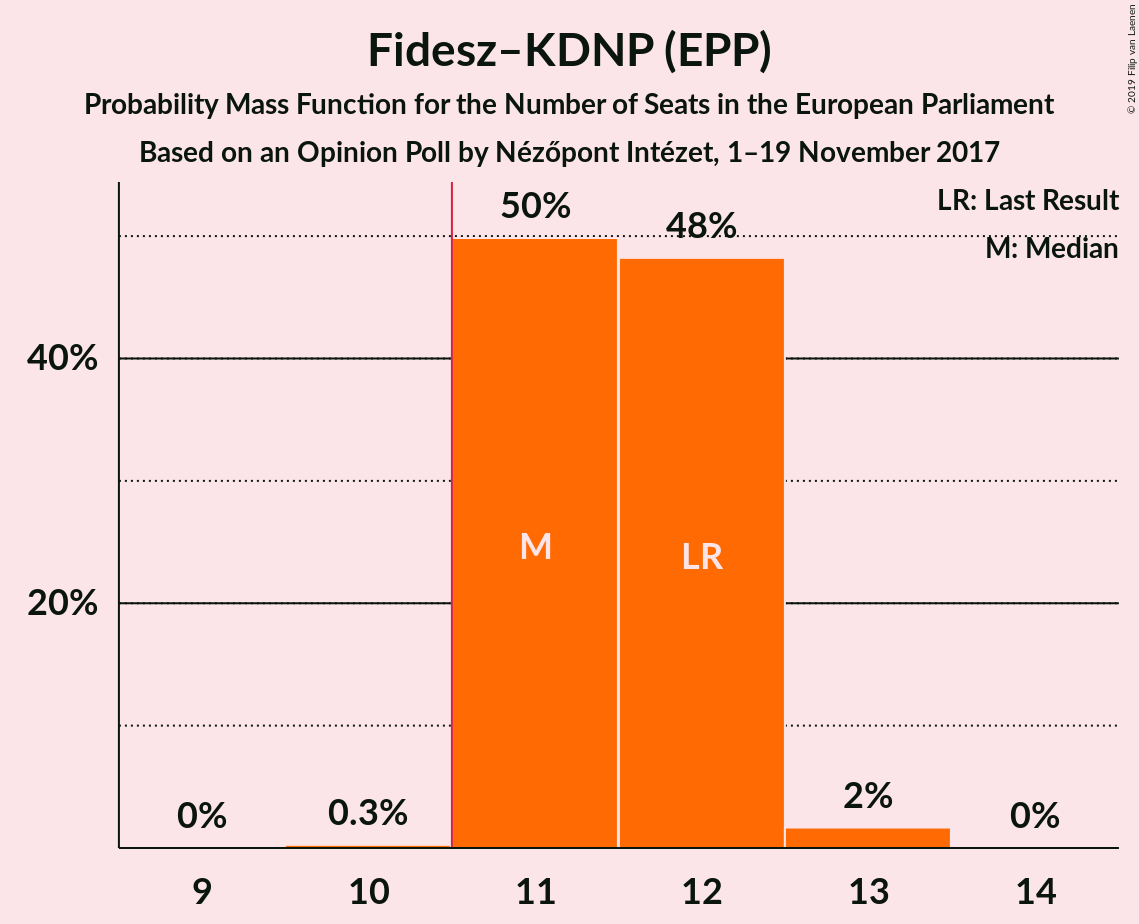 Fidesz–KDNP (EPP)
Probability Mass Function for the Number of Seats in the European Parliament
Based on an Opinion Poll by Nézőpont Intézet, 1–19 November 2017
© 2019 Filip van Laenen
LR: Last Result
M: Median
50%
48%
40%
M
LR
20%
0%
0.3%
2%
0%
9
10
11
12
13
14